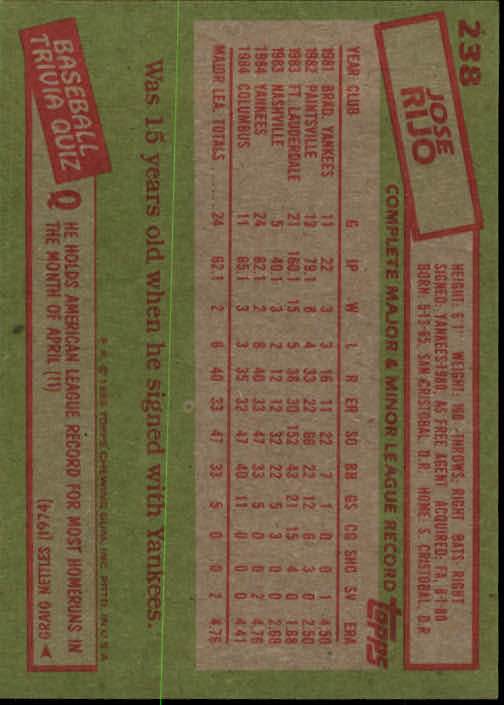 238
JOSE
RIJO
HEIGHT: 6'1" WEIGHT: 160 THROWS: RIGHT BATS: RIGHT
SIGNED: YANKEES-1980 AS FREE AGENT ACQUIRED: FA, 8-1-80
BORN 5-13-65, SAN CRISTOBAL, D.R. HOME: S. CRISTOBAL, D.R.
COMPLETE MAJOR & MINOR LEAGUE RECORD topps
YEAR CLUB G IP W L R ER SO BB GS CG SHO SV ERA
1981 BRAD. YANKEES 11 22 3 3 16 11 22 7 1 0 0 1 4.50
1982 PAINTSVILLE 12 79.1 8 4 33 22 66 22 12 6 3 0 2.50
1983 FT. LAUDERDALE 21 160.1 15 5 38 30 152 43 21 15 4 0 1.68
1983 NASHVILLE 5 40.1 3 2 12 12 32 22 5 3 0 0 2.68
1984 YANKEES 24 62.1 2 8 40 33 47 33 5 0 0 2 4.76
1984 COLUMBUS 11 65.1 3 3 35 32 47 40 11 0 0 0 4.41
MAJOR LEA. TOTALS ..... 24 62.1 2 8 40 33 47 33 5 0 0 2 4.76
Was 15 years old when he signed with Yankees.
© 1985 TOPPS CHEWING GUM, INC. PRTD. IN U.S.A.
BASEBALL
TRIVIA QUIZ
Q HE HOLDS AMERICAN LEAGUE RECORD FOR MOST HOMERUNS IN
THE MONTH OF APRIL (11)
GRAIG NETTLES (1974)